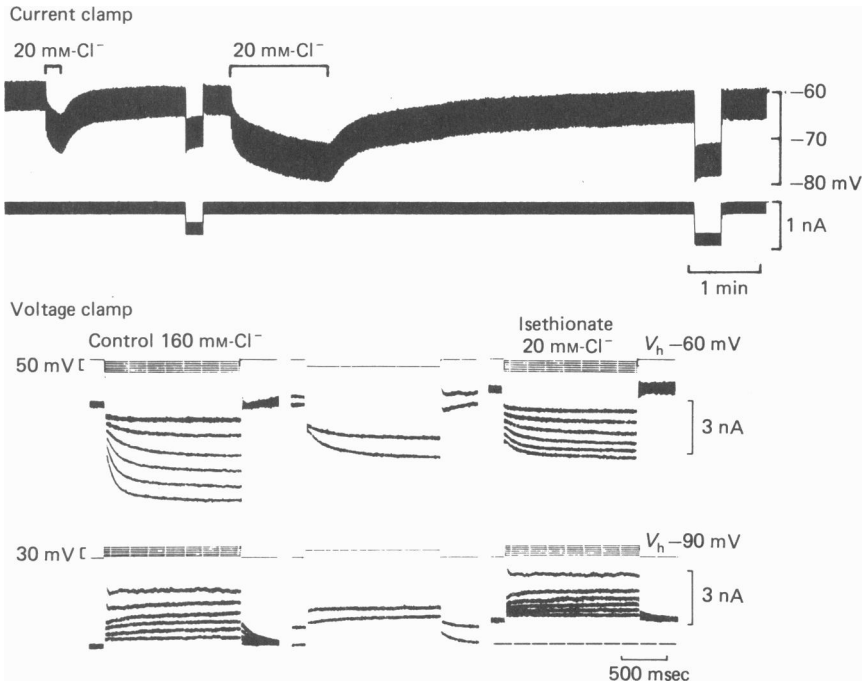 Current clamp
20 mM-Cl⁻ 20 mM-Cl⁻
−60
−70
−80 mV
1 nA
1 min
Voltage clamp
Control 160 mM-Cl⁻
Isethionate
20 mM-Cl⁻
Vh −60 mV
50 mV
3 nA
30 mV
Vh −90 mV
3 nA
500 msec